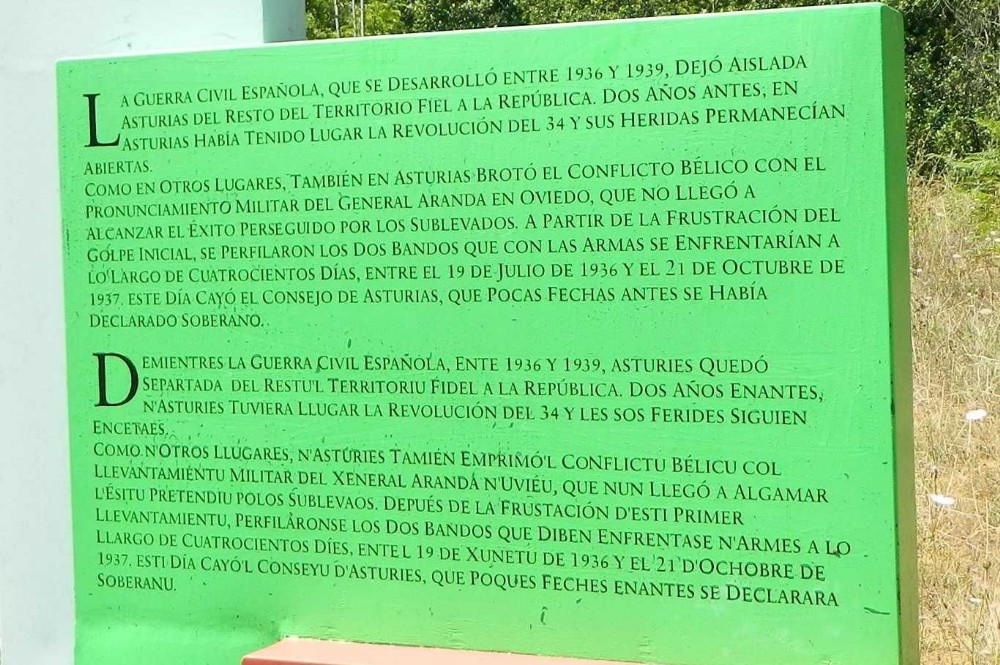 LA GUERRA CIVIL ESPAÑOLA, QUE SE DESARROLLÓ ENTRE 1936 Y 1939, DEJÓ AISLADA
ASTURIAS DEL RESTO DEL TERRITORIO FIEL A LA REPÚBLICA. DOS AÑOS ANTES, EN
ASTURIAS HABÍA TENIDO LUGAR LA REVOLUCIÓN DEL 34 Y SUS HERIDAS PERMANECÍAN
ABIERTAS.
COMO EN OTROS LUGARES, TAMBIÉN EN ASTURIAS BROTÓ EL CONFLICTO BÉLICO CON EL
PRONUNCIAMIENTO MILITAR DEL GENERAL ARANDA EN OVIEDO, QUE NO LLEGÓ A
ALCANZAR EL ÉXITO PERSEGUIDO POR LOS SUBLEVADOS. A PARTIR DE LA FRUSTRACIÓN DEL
GOLPE INICIAL, SE PERFILARON LOS DOS BANDOS QUE CON LAS ARMAS SE ENFRENTARÍAN A
LO LARGO DE CUATROCIENTOS DÍAS, ENTRE EL 19 DE JULIO DE 1936 Y EL 21 DE OCTUBRE DE
1937. ESTE DÍA CAYÓ EL CONSEJO DE ASTURIAS, QUE POCAS FECHAS ANTES SE HABÍA
DECLARADO SOBERANO.
DEMIENTRES LA GUERRA CIVIL ESPAÑOLA, ENTE 1936 Y 1939, ASTURIES QUEDÓ
SEPARTADA DEL RESTU'L TERRITORIU FIDEL A LA REPÚBLICA. DOS AÑOS ENANTES,
N'ASTURIES TUVIERA LLUGAR LA REVOLUCIÓN DEL 34 Y LES SOS FERIDES SIGUIEN
ENCETAES.
COMO N'OTROS LLUGARES, N'ASTURIES TAMIÉN EMPRIMÓ'L CONFLICTU BÉLICU COL
LLEVANTAMIENTU MILITAR DEL XENERAL ARANDA N'UVIÉU, QUE NUN LLEGÓ A ALGAMAR
L'ÉSITU PRETENDIU POLOS SUBLEVAOS. DEPUÉS DE LA FRUSTACIÓN D'ESTI PRIMER
LLEVANTAMIENTU, PERFILÁRONSE LOS DOS BANDOS QUE DIBEN ENFRENTASE N'ARMES A LO
LLARGO DE CUATROCIENTOS DÍES, ENTE L 19 DE XUNETU DE 1936 Y EL 21 D'OCHOBRE DE
1937. ESTI DÍA CAYÓ'L CONSEYU D'ASTURIES, QUE POQUES FECHES ENANTES SE DECLARARA
SOBERANU.